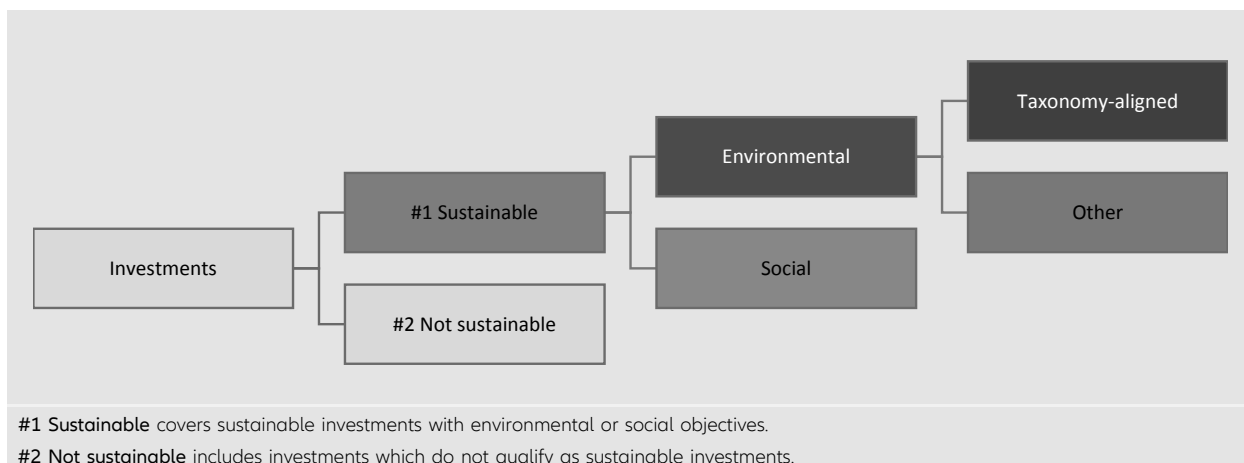 Taxonomy-aligned
Environmental
#1 Sustainable
Other
Investments
Social
#2 Not sustainable
#1 Sustainable covers sustainable investments with environmental or social objectives.
#2 Not sustainable includes investments which do not qualify as sustainable investments.